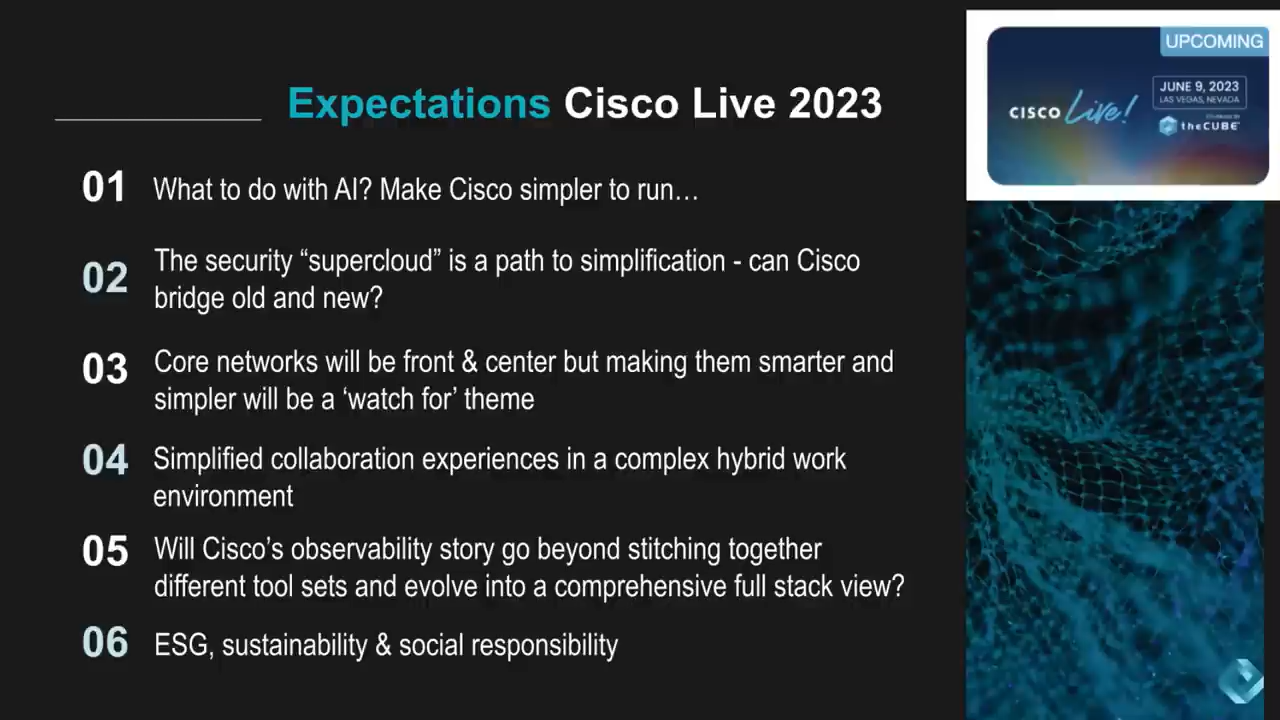 UPCOMING
JUNE 9, 2023
LAS VEGAS, NEVADA
CISCO Live!
theCUBE
Expectations Cisco Live 2023
01 What to do with AI? Make Cisco simpler to run…
02 The security “supercloud” is a path to simplification - can Cisco
bridge old and new?
03 Core networks will be front & center but making them smarter and
simpler will be a ‘watch for’ theme
04 Simplified collaboration experiences in a complex hybrid work
environment
05 Will Cisco’s observability story go beyond stitching together
different tool sets and evolve into a comprehensive full stack view?
06 ESG, sustainability & social responsibility